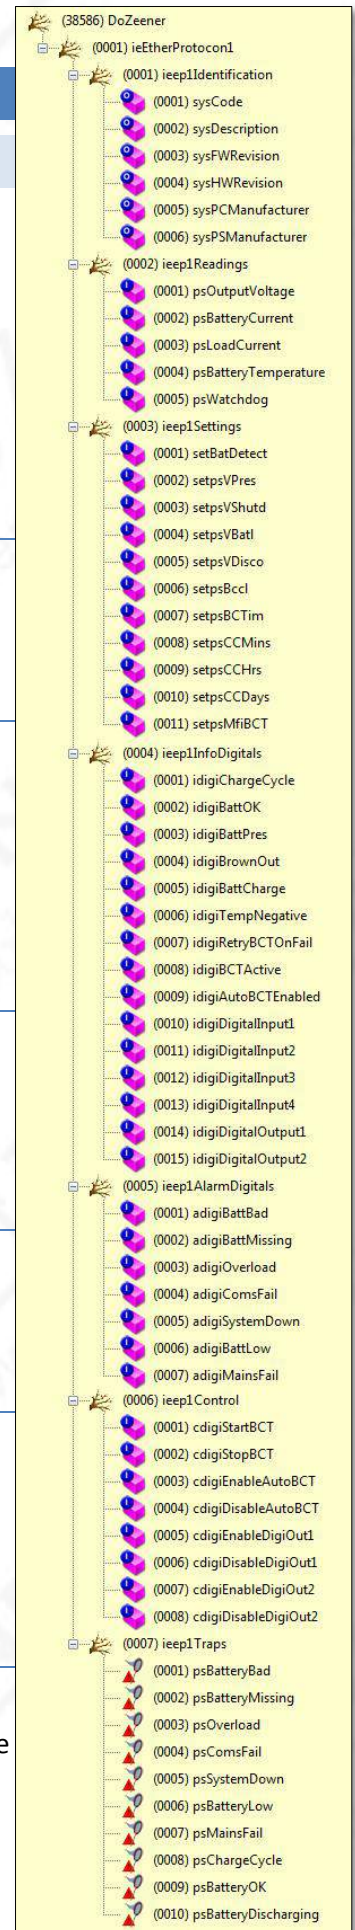 (38586) DoZeener
(0001) ieEtherProtocon1
(0001) ieep1Identification
(0001) sysCode
(0002) sysDescription
(0003) sysFWRevision
(0004) sysHWRevision
(0005) sysPCManufacturer
(0006) sysPSManufacturer
(0002) ieep1Readings
(0001) psOutputVoltage
(0002) psBatteryCurrent
(0003) psLoadCurrent
(0004) psBatteryTemperature
(0005) psWatchdog
(0003) ieep1Settings
(0001) setBatDetect
(0002) setpsVPres
(0003) setpsVShutd
(0004) setpsVBatl
(0005) setpsVDisco
(0006) setpsBccl
(0007) setpsBCTim
(0008) setpsCCMins
(0009) setpsCCHrs
(0010) setpsCCDays
(0011) setpsMfiBCT
(0004) ieep1InfoDigitals
(0001) idigiChargeCycle
(0002) idigiBattOK
(0003) idigiBattPres
(0004) idigiBrownOut
(0005) idigiBattCharge
(0006) idigiTempNegative
(0007) idigiRetryBCTOnFail
(0008) idigiBCTActive
(0009) idigiAutoBCTEnabled
(0010) idigiDigitalInput1
(0011) idigiDigitalInput2
(0012) idigiDigitalInput3
(0013) idigiDigitalInput4
(0014) idigiDigitalOutput1
(0015) idigiDigitalOutput2
(0005) ieep1AlarmDigitals
(0001) adigiBattBad
(0002) adigiBattMissing
(0003) adigiOverload
(0004) adigiComsFail
(0005) adigiSystemDown
(0006) adigiBattLow
(0007) adigiMainsFail
(0006) ieep1Control
(0001) cdigiStartBCT
(0002) cdigiStopBCT
(0003) cdigiEnableAutoBCT
(0004) cdigiDisableAutoBCT
(0005) cdigiEnableDigiOut1
(0006) cdigiDisableDigiOut1
(0007) cdigiEnableDigiOut2
(0008) cdigiDisableDigiOut2
(0007) ieep1Traps
(0001) psBatteryBad
(0002) psBatteryMissing
e
(0003) psOverload
(0004) psComsFail
(0005) psSystemDown
(0006) psBatteryLow
(0007) psMainsFail
(0008) psChargeCycle
(0009) psBatteryOK
(0010) psBatteryDischarging